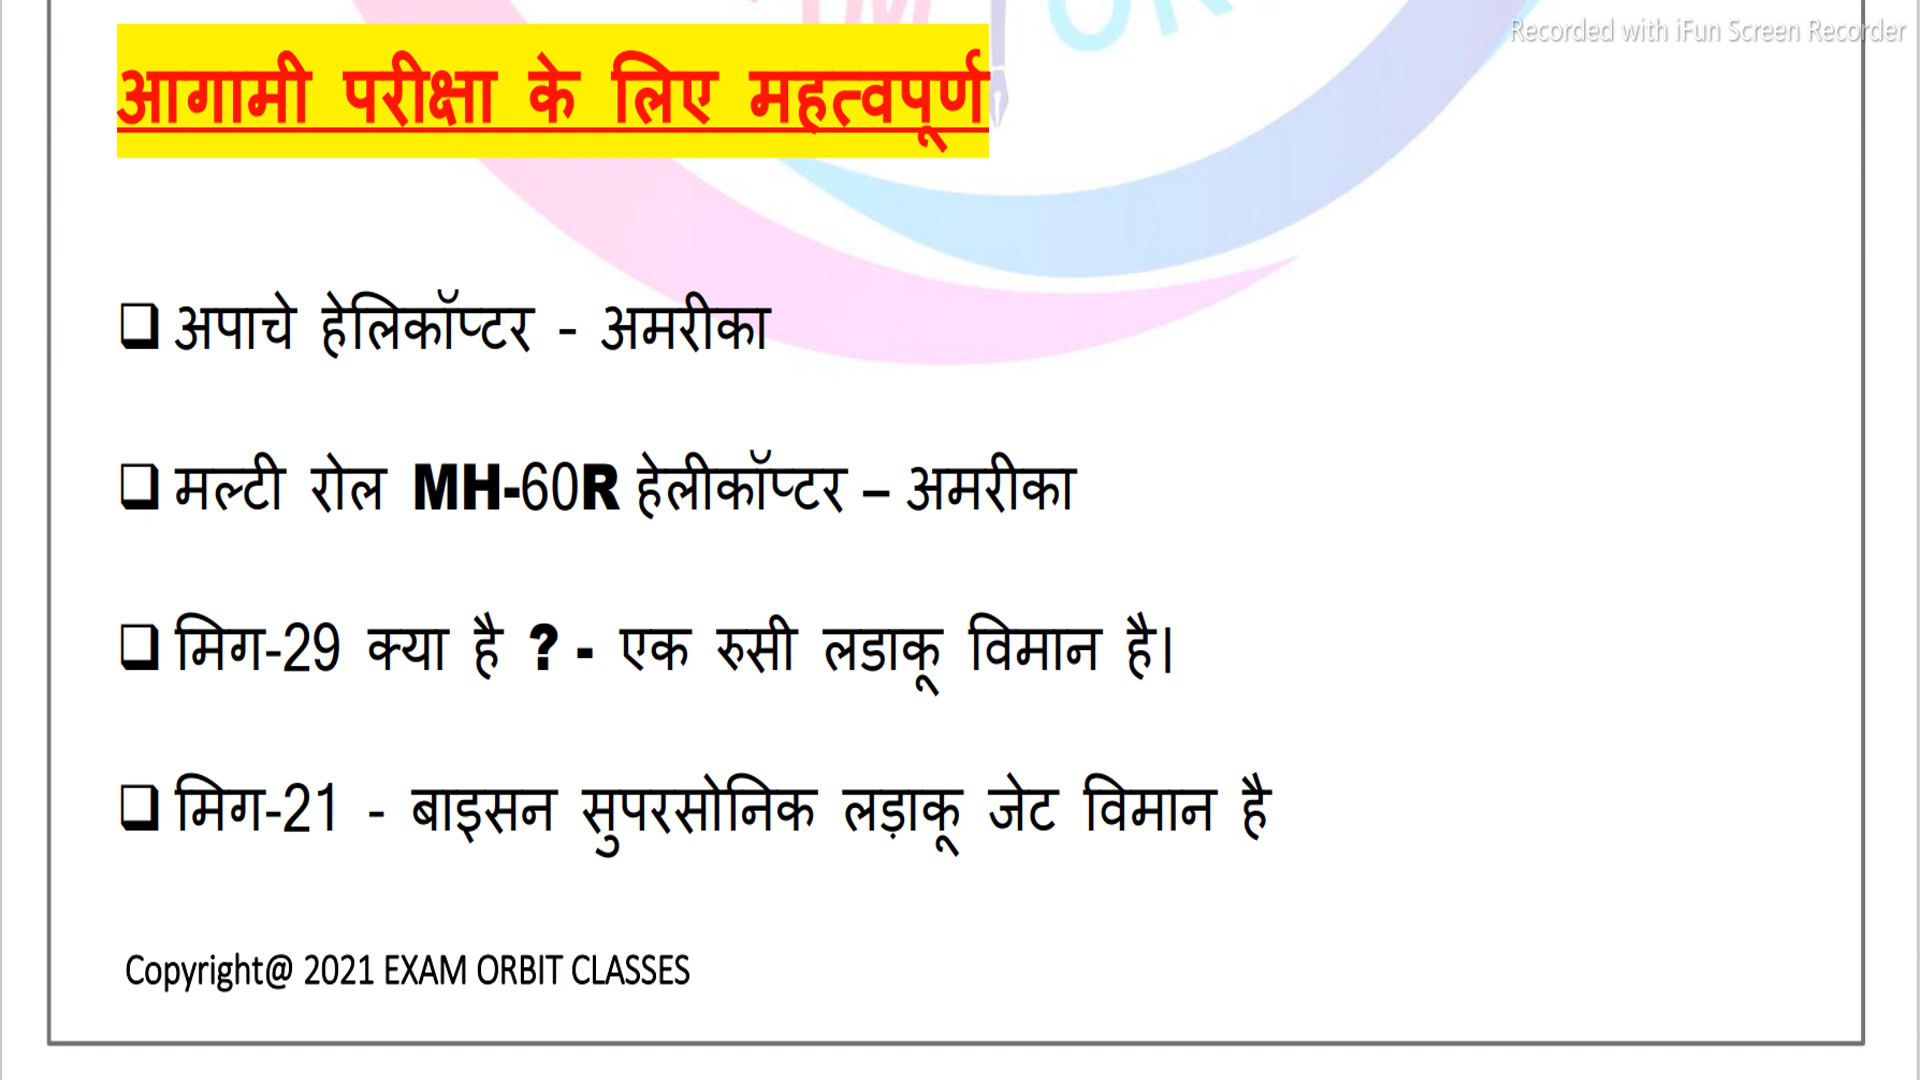 Recorded with iFun Screen Recorder
आगामी परीक्षा के लिए महत्वपूर्ण
❑ अपाचे हेलिकॉप्टर - अमरीका
❑ मल्टी रोल MH-60R हेलीकॉप्टर – अमरीका
❑ मिग-29 क्या है ? - एक रुसी लडाकू विमान है।
❑ मिग-21 - बाइसन सुपरसोनिक लड़ाकू जेट विमान है
Copyright@ 2021 EXAM ORBIT CLASSES